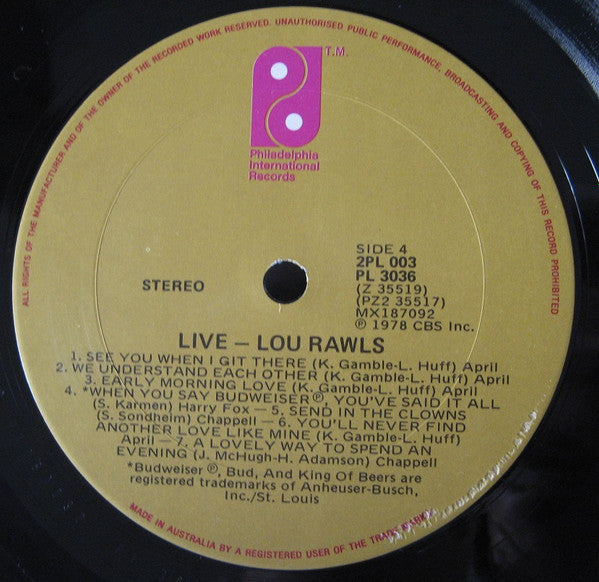 ALL RIGHTS OF THE MANUFACTURER AND OF THE OWNER OF THE RECORDED WORK RESERVED. UNAUTHORISED PUBLIC PERFORMANCE, BROADCASTING AND COPYING OF THIS RECORD PROHIBITED
T.M.
Philadelphia
International
Records
SIDE 4
2PL 003
PL 3036
(Z 35519)
(PZ2 35517)
MX187092
℗ 1978 CBS Inc.
STEREO
LIVE – LOU RAWLS
1. SEE YOU WHEN I GIT THERE (K. Gamble-L. Huff) April
2. WE UNDERSTAND EACH OTHER (K. Gamble-L. Huff) April
3. EARLY MORNING LOVE (K. Gamble-L. Huff) April
4. *WHEN YOU SAY BUDWEISER℗, YOU'VE SAID IT ALL
(S. Karmen) Harry Fox — 5. SEND IN THE CLOWNS
(S. Sondheim) Chappell — 6. YOU'LL NEVER FIND
ANOTHER LOVE LIKE MINE (K. Gamble-L. Huff)
April — 7. A LOVELY WAY TO SPEND AN
EVENING (J. McHugh-H. Adamson) Chappell
*Budweiser ℗, Bud, And King Of Beers are
registered trademarks of Anheuser-Busch,
Inc./St. Louis
MADE IN AUSTRALIA BY A REGISTERED USER OF THE TRADE MARKS